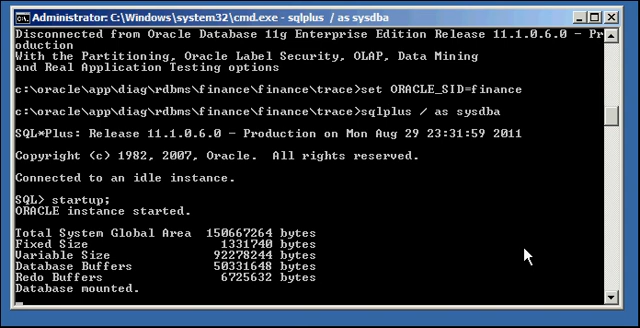 Administrator: C:\Windows\system32\cmd.exe - sqlplus / as sysdba
Disconnected from Oracle Database 11g Enterprise Edition Release 11.1.0.6.0 - Pr
oduction
With the Partitioning, Oracle Label Security, OLAP, Data Mining
and Real Application Testing options
c:\oracle\app\diag\rdbms\finance\finance\trace>set ORACLE_SID=finance
c:\oracle\app\diag\rdbms\finance\finance\trace>sqlplus / as sysdba
SQL*Plus: Release 11.1.0.6.0 - Production on Mon Aug 29 23:31:59 2011
Copyright (c) 1982, 2007, Oracle.  All rights reserved.
Connected to an idle instance.
SQL> startup;
ORACLE instance started.
Total System Global Area  150667264 bytes
Fixed Size                  1331740 bytes
Variable Size              92278244 bytes
Database Buffers           50331648 bytes
Redo Buffers                6725632 bytes
Database mounted.